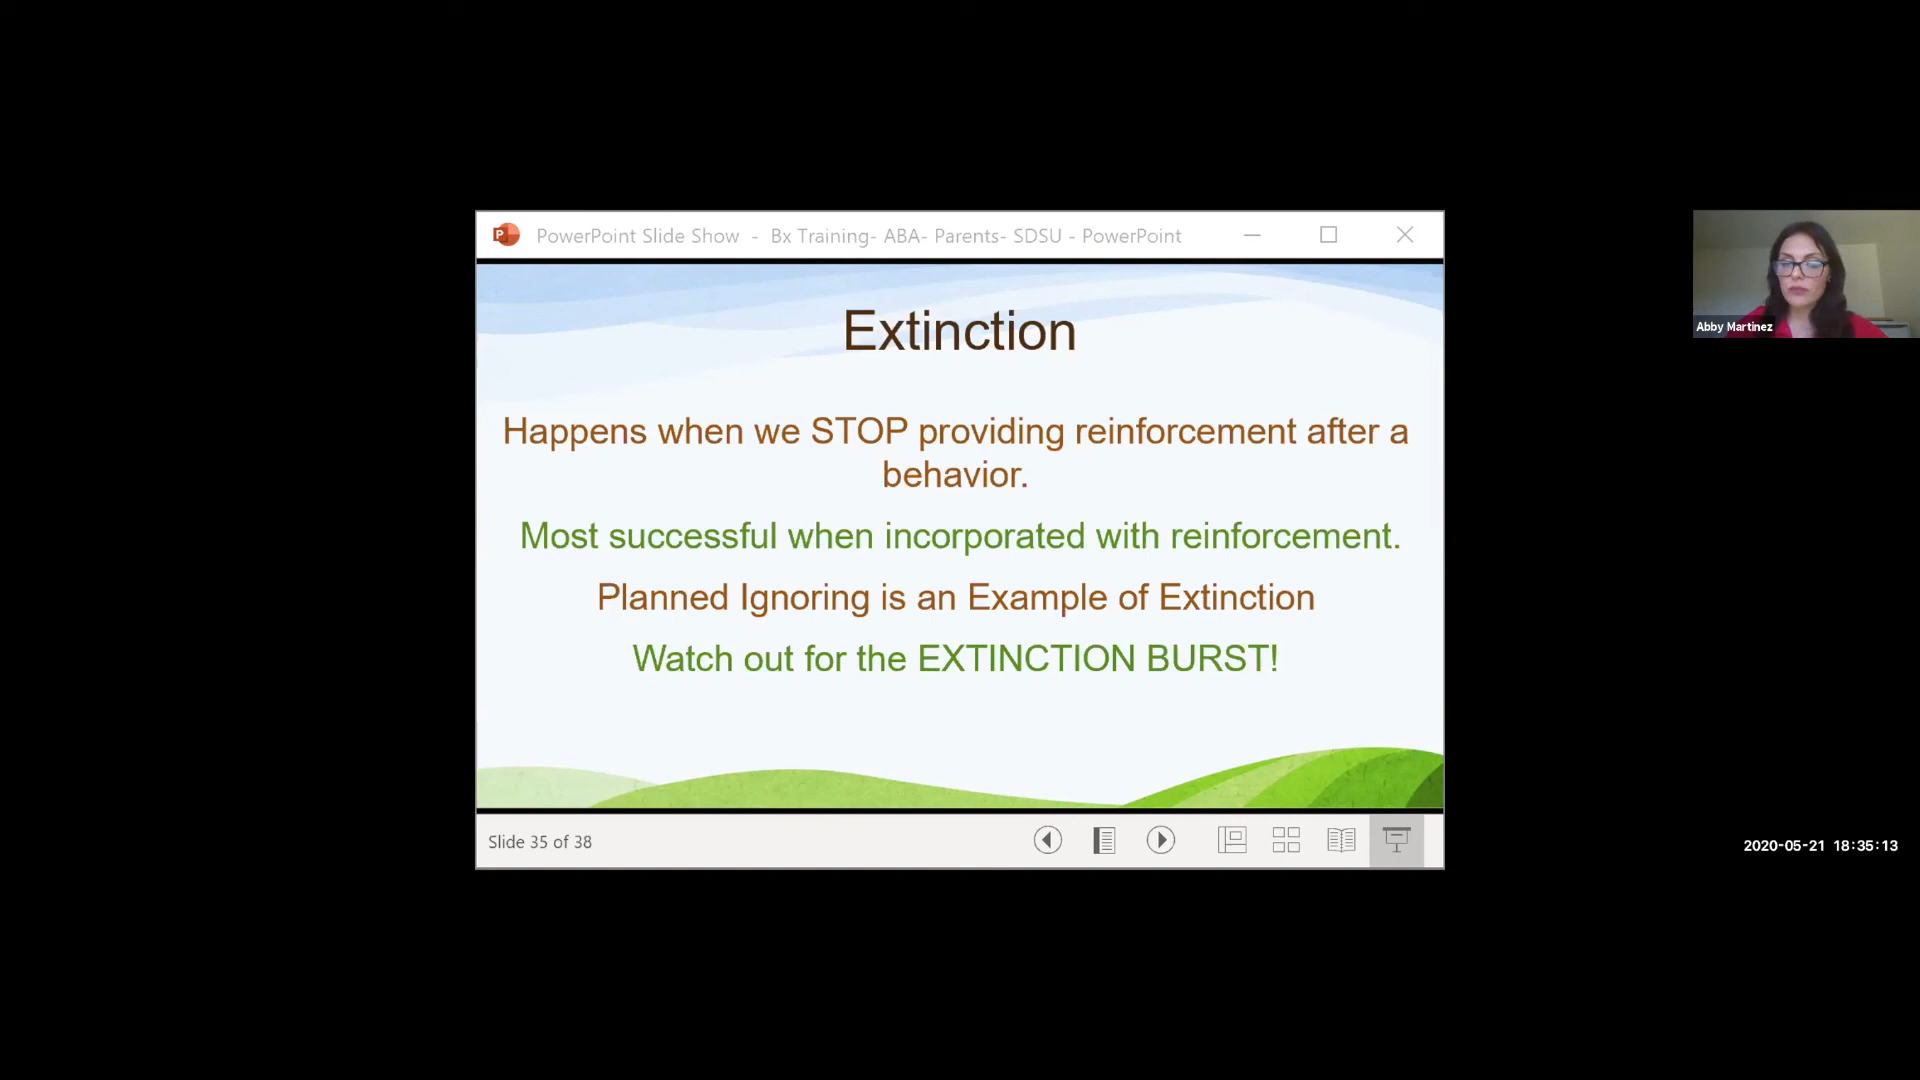 PowerPoint Slide Show - Bx Training- ABA- Parents- SDSU - PowerPoint
Extinction
Happens when we STOP providing reinforcement after a
behavior.
Most successful when incorporated with reinforcement.
Planned Ignoring is an Example of Extinction
Watch out for the EXTINCTION BURST!
Slide 35 of 38
Abby Martinez
2020-05-21 18:35:13